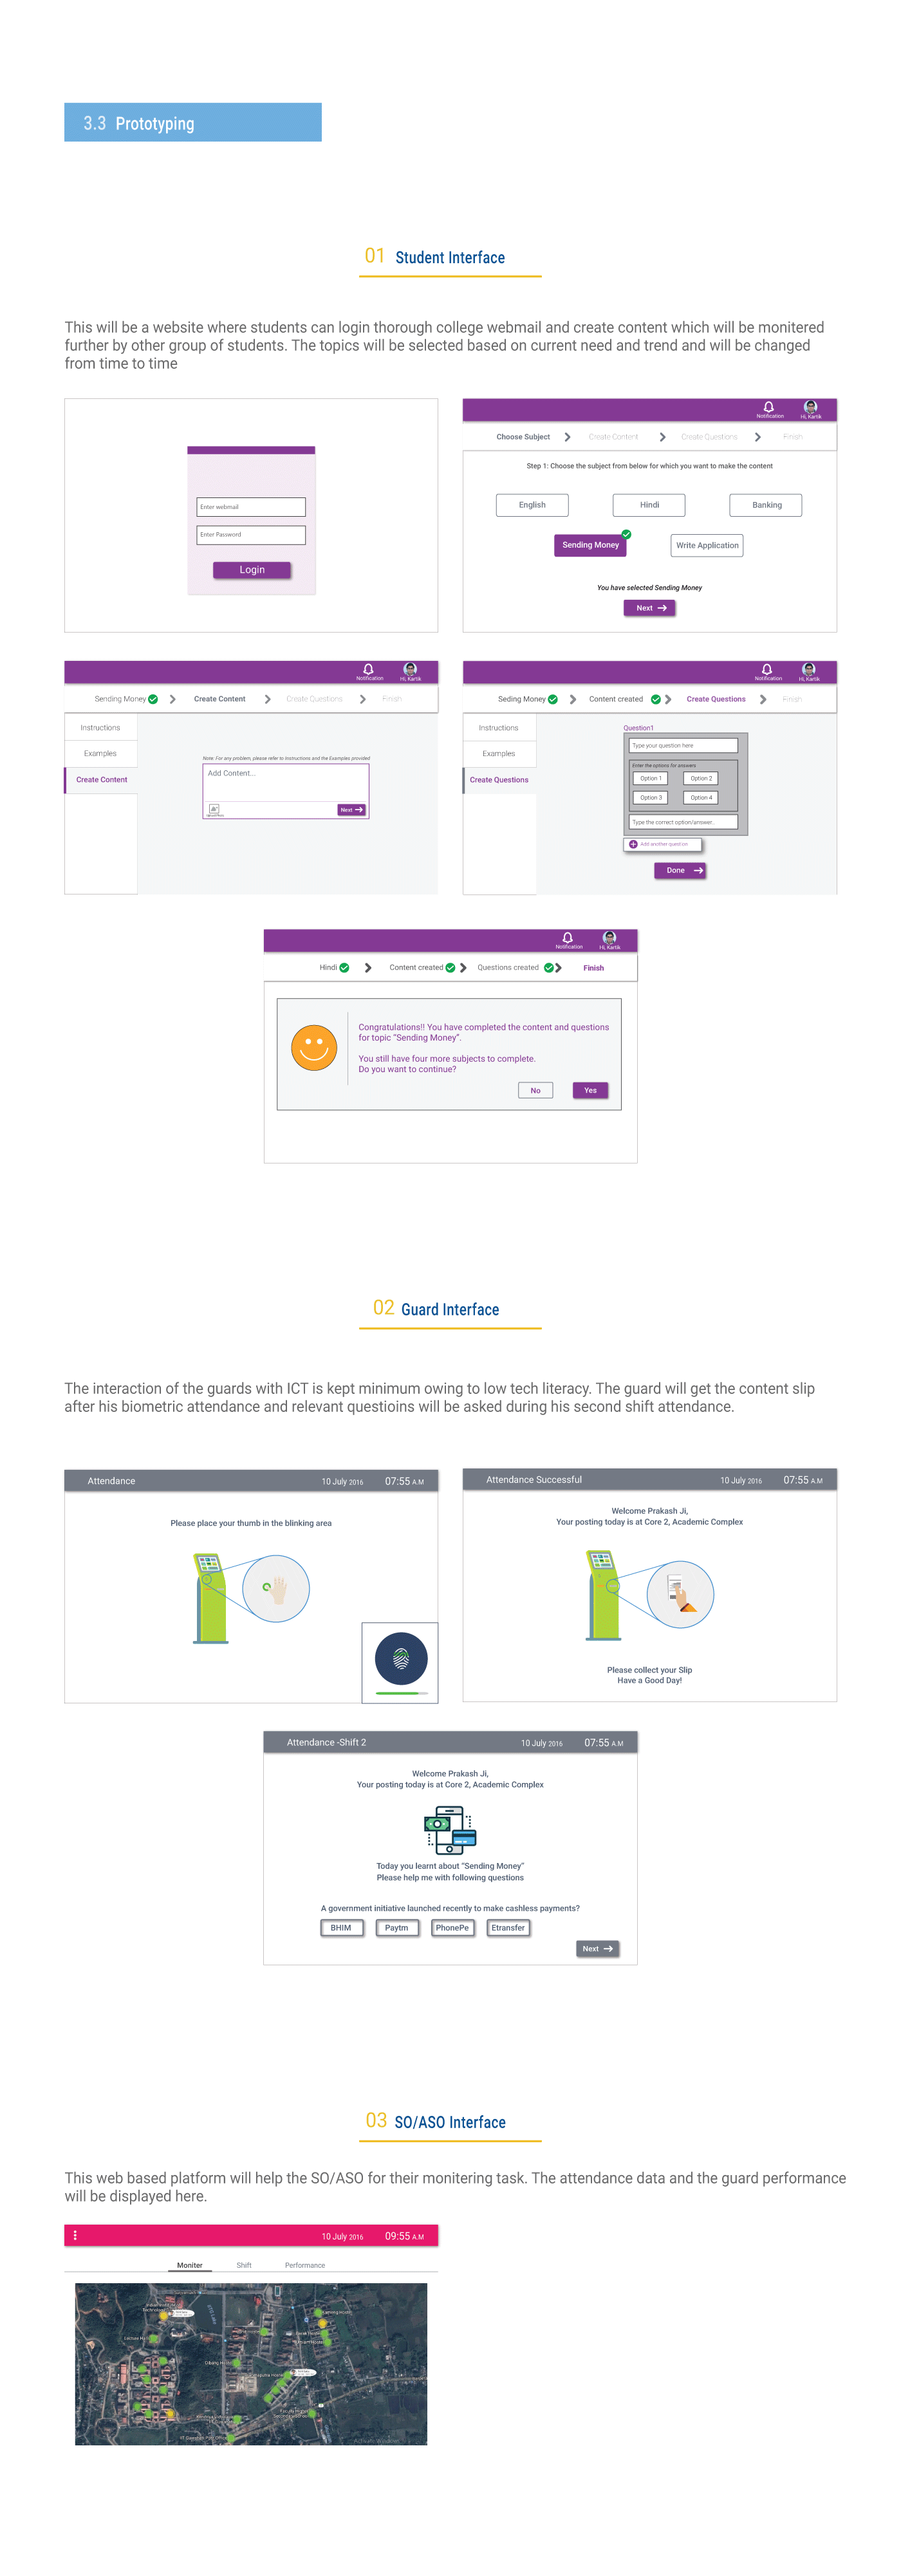 3.3 Prototyping
01 Student Interface
This will be a website where students can login thorough college webmail and create content which will be monitered
further by other group of students. The topics will be selected based on current need and trend and will be changed
from time to time
Enter webmail
Enter Password
Login
Notification Hi, Kartik
Choose Subject Create Content Create Questions Finish
Step 1: Choose the subject from below for which you want to make the content
English Hindi Banking
Sending Money Write Application
You have selected Sending Money
Next
Notification Hi, Kartik
Sending Money Create Content Create Questions Finish
Instructions
Examples
Create Content
Note: For any problem, please refer to Instructions and the Examples provided
Add Content...
Next
Notification Hi, Kartik
Seding Money Content created Create Questions Finish
Instructions
Examples
Create Questions
Question1
Type your question here
Enter the options for answers
Option 1 Option 2
Option 3 Option 4
Type the correct option/answer.
Add another question
Done
Notification Hi, Kartik
Hindi Content created Questions created Finish
Congratulations!! You have completed the content and questions
for topic "Sending Money".
You still have four more subjects to complete.
Do you want to continue?
No Yes
02 Guard Interface
The interaction of the guards with ICT is kept minimum owing to low tech literacy. The guard will get the content slip
after his biometric attendance and relevant questioins will be asked during his second shift attendance.
Attendance 10 July 2016 07:55 A.M
Please place your thumb in the blinking area
Attendance Successful 10 July 2016 07:55 A.M
Welcome Prakash Ji,
Your posting today is at Core 2, Academic Complex
Please collect your Slip
Have a Good Day!
Attendance -Shift 2 10 July 2016 07:55 A.M
Welcome Prakash Ji,
Your posting today is at Core 2, Academic Complex
Today you learnt about "Sending Money"
Please help me with following questions
A government initiative launched recently to make cashless payments?
BHIM Paytm PhonePe Etransfer
Next
03 SO/ASO Interface
This web based platform will help the SO/ASO for their monitering task. The attendance data and the guard performance
will be displayed here.
10 July 2016 09:55 A.M
Moniter Shift Performance